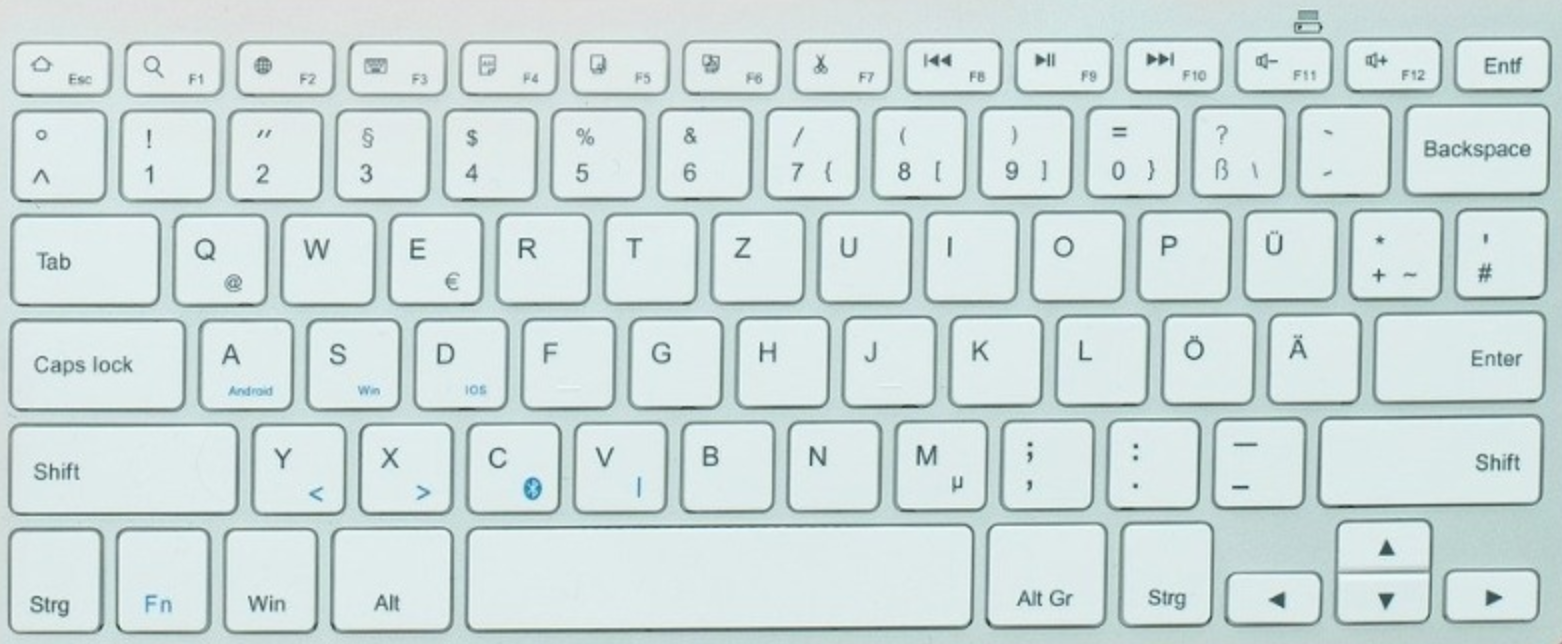 Esc F1 F2 F3 F4 F5 F6 F7 F8 F9 F10 F11 F12 Entf
° ! " § $ % & / ( ) = ? ` Backspace
^ 1 2 3 4 5 6 7 { 8 [ 9 ] 0 } ß \ ´
Tab Q W E R T Z U I O P Ü * '
@ € + ~ #
Caps lock A S D F G H J K L Ö Ä Enter
Android Win IOS
Shift Y X C V B N M ; : — Shift
< > | µ , . _
Strg Fn Win Alt Alt Gr Strg ◀ ▲ ▼ ▶